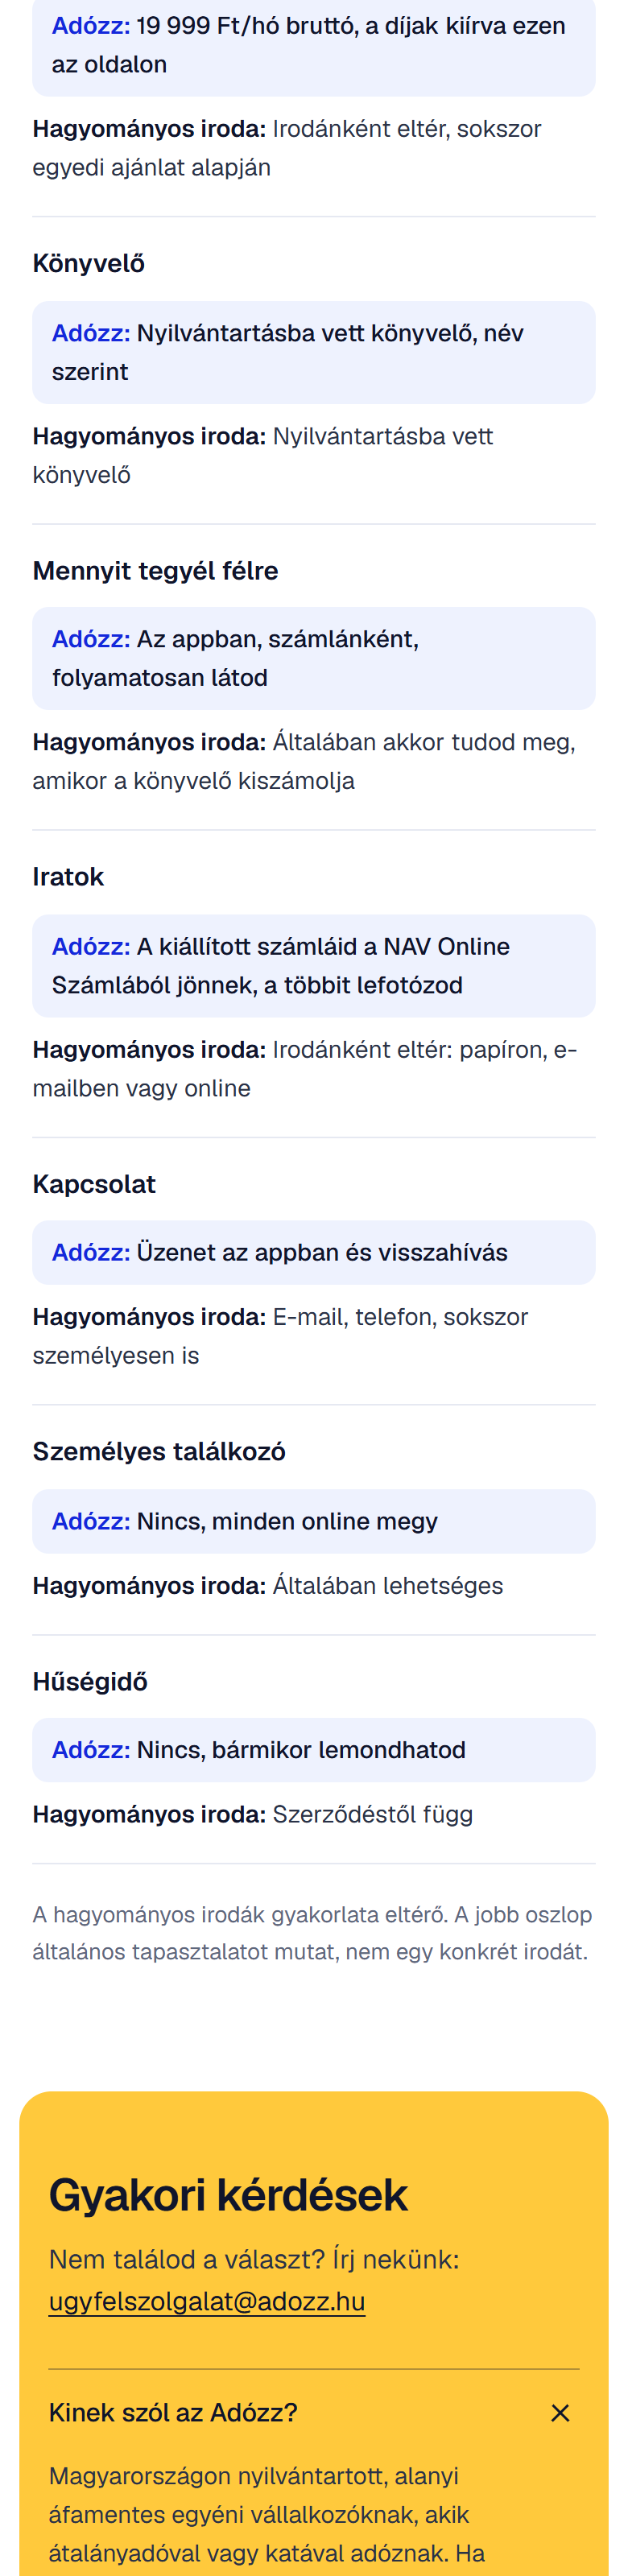 Adózz: 19 999 Ft/hó bruttó, a díjak kiírva ezen
az oldalon
Hagyományos iroda: Irodánként eltér, sokszor
egyedi ajánlat alapján
Könyvelő
Adózz: Nyilvántartásba vett könyvelő, név
szerint
Hagyományos iroda: Nyilvántartásba vett
könyvelő
Mennyit tegyél félre
Adózz: Az appban, számlánként,
folyamatosan látod
Hagyományos iroda: Általában akkor tudod meg,
amikor a könyvelő kiszámolja
Iratok
Adózz: A kiállított számláid a NAV Online
Számlából jönnek, a többit lefotózod
Hagyományos iroda: Irodánként eltér: papíron, e-
mailben vagy online
Kapcsolat
Adózz: Üzenet az appban és visszahívás
Hagyományos iroda: E-mail, telefon, sokszor
személyesen is
Személyes találkozó
Adózz: Nincs, minden online megy
Hagyományos iroda: Általában lehetséges
Hűségidő
Adózz: Nincs, bármikor lemondhatod
Hagyományos iroda: Szerződéstől függ
A hagyományos irodák gyakorlata eltérő. A jobb oszlop
általános tapasztalatot mutat, nem egy konkrét irodát.
Gyakori kérdések
Nem találod a választ? Írj nekünk:
ugyfelszolgalat@adozz.hu
Kinek szól az Adózz?
Magyarországon nyilvántartott, alanyi
áfamentes egyéni vállalkozóknak, akik
átalányadóval vagy katával adóznak. Ha